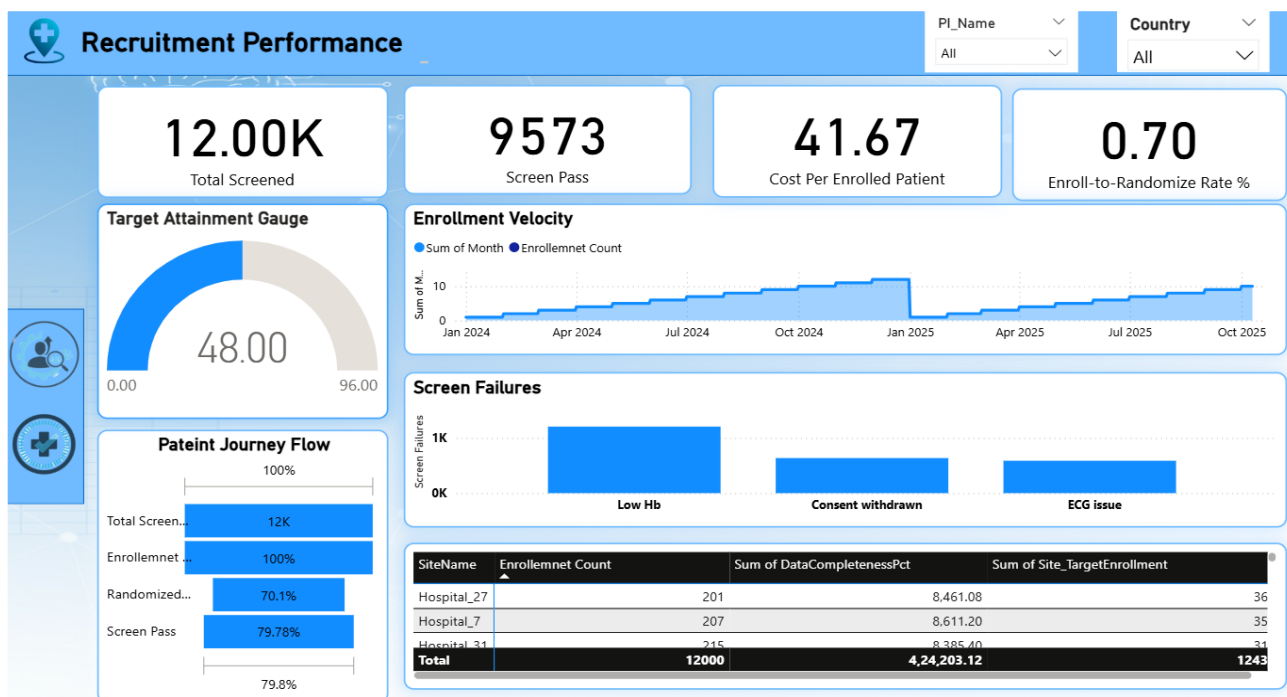 Recruitment Performance
PI_Name
All
Country
All
12.00K
Total Screened
9573
Screen Pass
41.67
Cost Per Enrolled Patient
0.70
Enroll-to-Randomize Rate %
Target Attainment Gauge
48.00
0.00
96.00
Enrollment Velocity
Sum of Month
Enrollemnet Count
Sum of M...
10
0
Jan 2024
Apr 2024
Jul 2024
Oct 2024
Jan 2025
Apr 2025
Jul 2025
Oct 2025
Screen Failures
Screen Failures
1K
0K
Low Hb
Consent withdrawn
ECG issue
Pateint Journey Flow
100%
Total Screen... 12K
Enrollemnet ... 100%
Randomized... 70.1%
Screen Pass 79.78%
79.8%
SiteName Enrollemnet Count Sum of DataCompletenessPct Sum of Site_TargetEnrollment
Hospital_27 201 8,461.08 36
Hospital_7 207 8,611.20 35
Hospital_31 215 8,385.40 31
Total 12000 4,24,203.12 1243